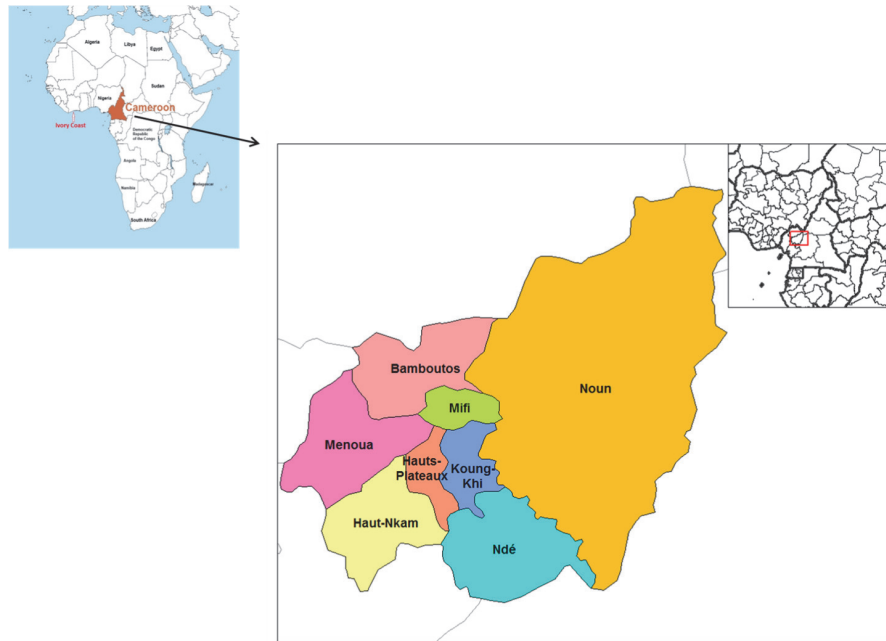 Algeria
Libya
Egypt
Sudan
Nigeria
Cameroon
Ivory Coast
Democratic
Republic
of the Congo
Angola
Namibia
Madagascar
South Africa
Bamboutos
Noun
Mifi
Menoua
Hauts-
Plateaux
Koung-
Khi
Haut-Nkam
Ndé